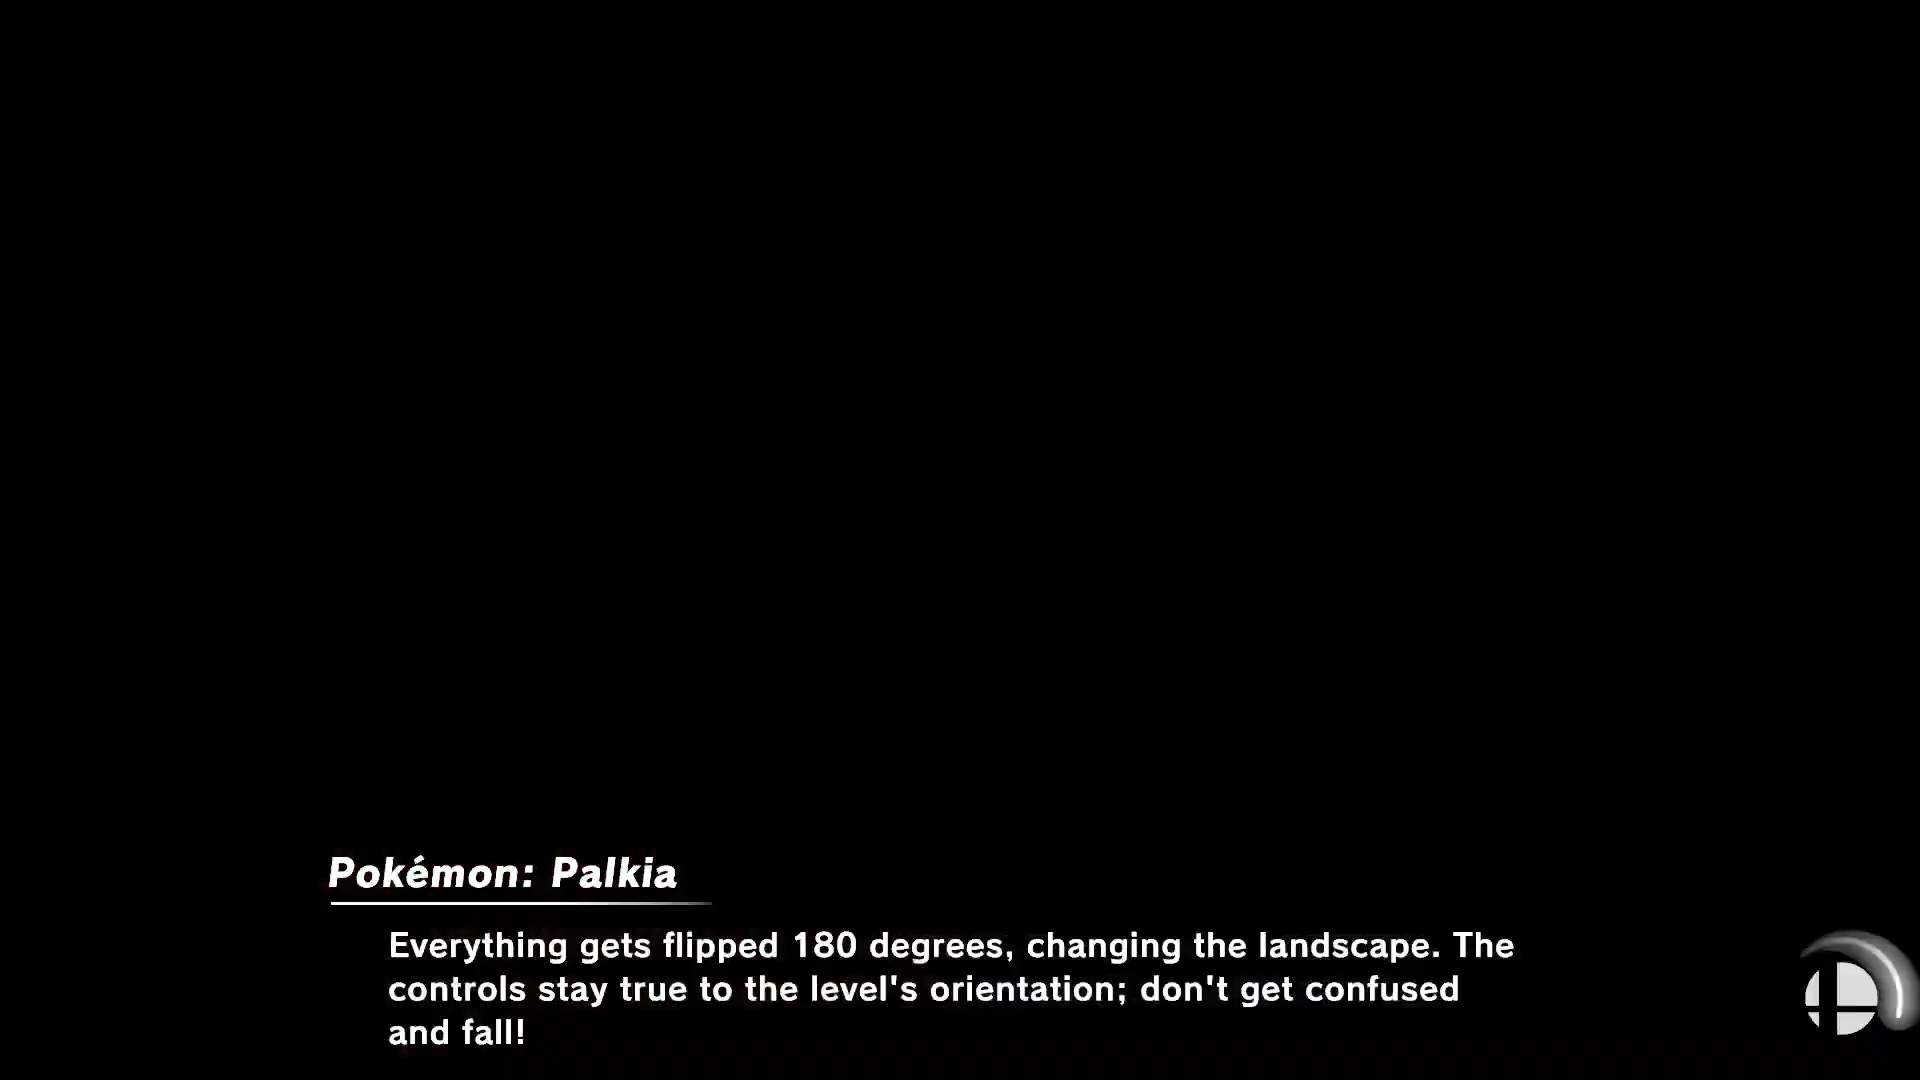 Pokémon: Palkia
Everything gets flipped 180 degrees, changing the landscape. The
controls stay true to the level's orientation; don't get confused
and fall!